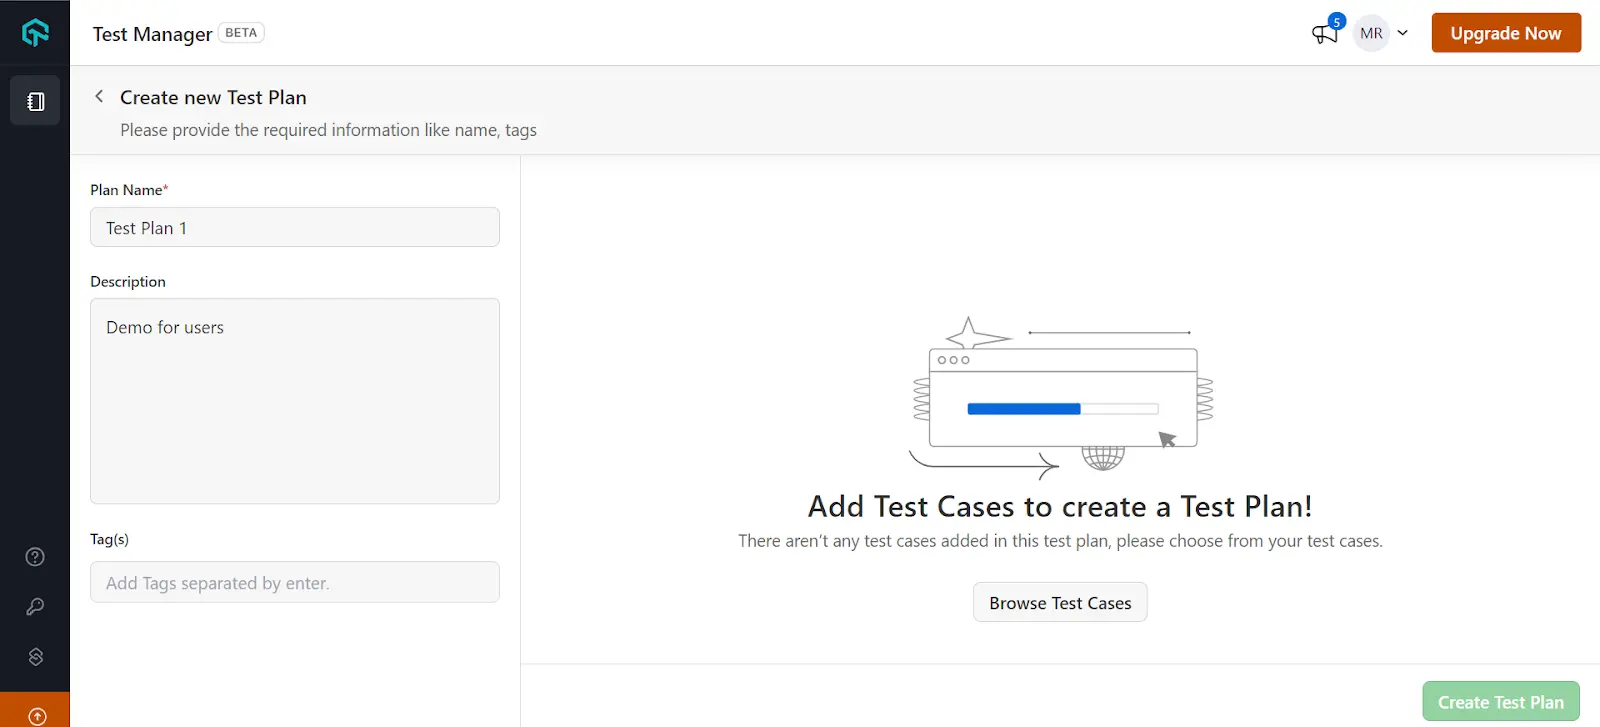 Test Manager BETA
5
MR
Upgrade Now
Create new Test Plan
Please provide the required information like name, tags
Plan Name*
Test Plan 1
Description
Demo for users
Tag(s)
Add Tags separated by enter.
Add Test Cases to create a Test Plan!
There aren't any test cases added in this test plan, please choose from your test cases.
Browse Test Cases
Create Test Plan